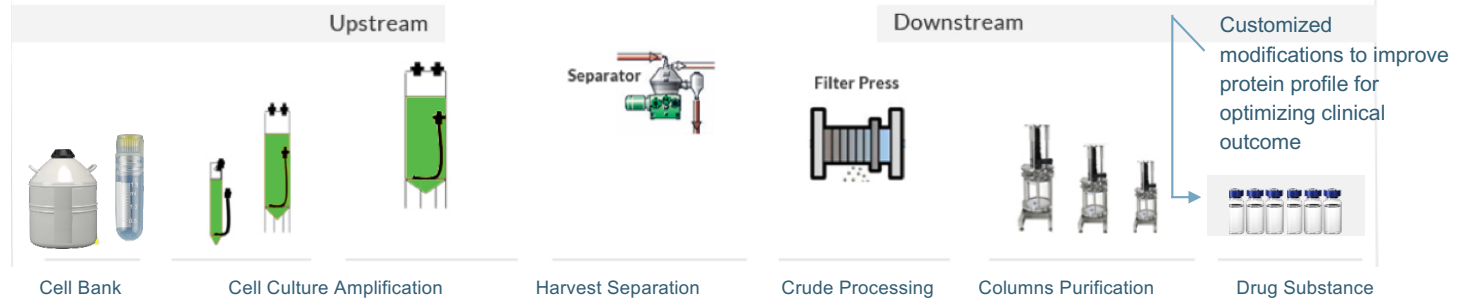 Upstream
Downstream
Customized
modifications to improve
protein profile for
optimizing clinical
outcome
Separator
Filter Press
Cell Bank
Cell Culture Amplification
Harvest Separation
Crude Processing
Columns Purification
Drug Substance